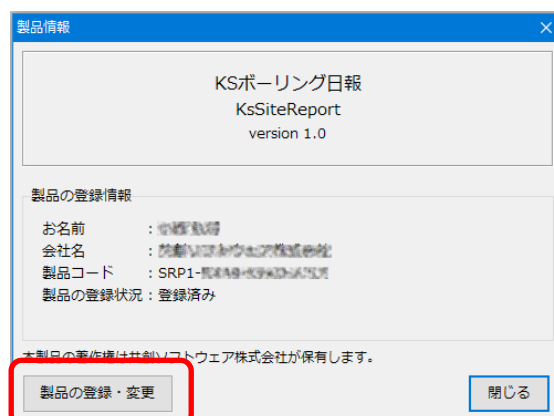 製品情報
KSボーリング日報
KsSiteReport
version 1.0
製品の登録情報
お名前 :
会社名 :
製品コード : SRP1-
製品の登録状況 : 登録済み
本製品の著作権は共創ソフトウェア株式会社が保有します。
製品の登録・変更
閉じる